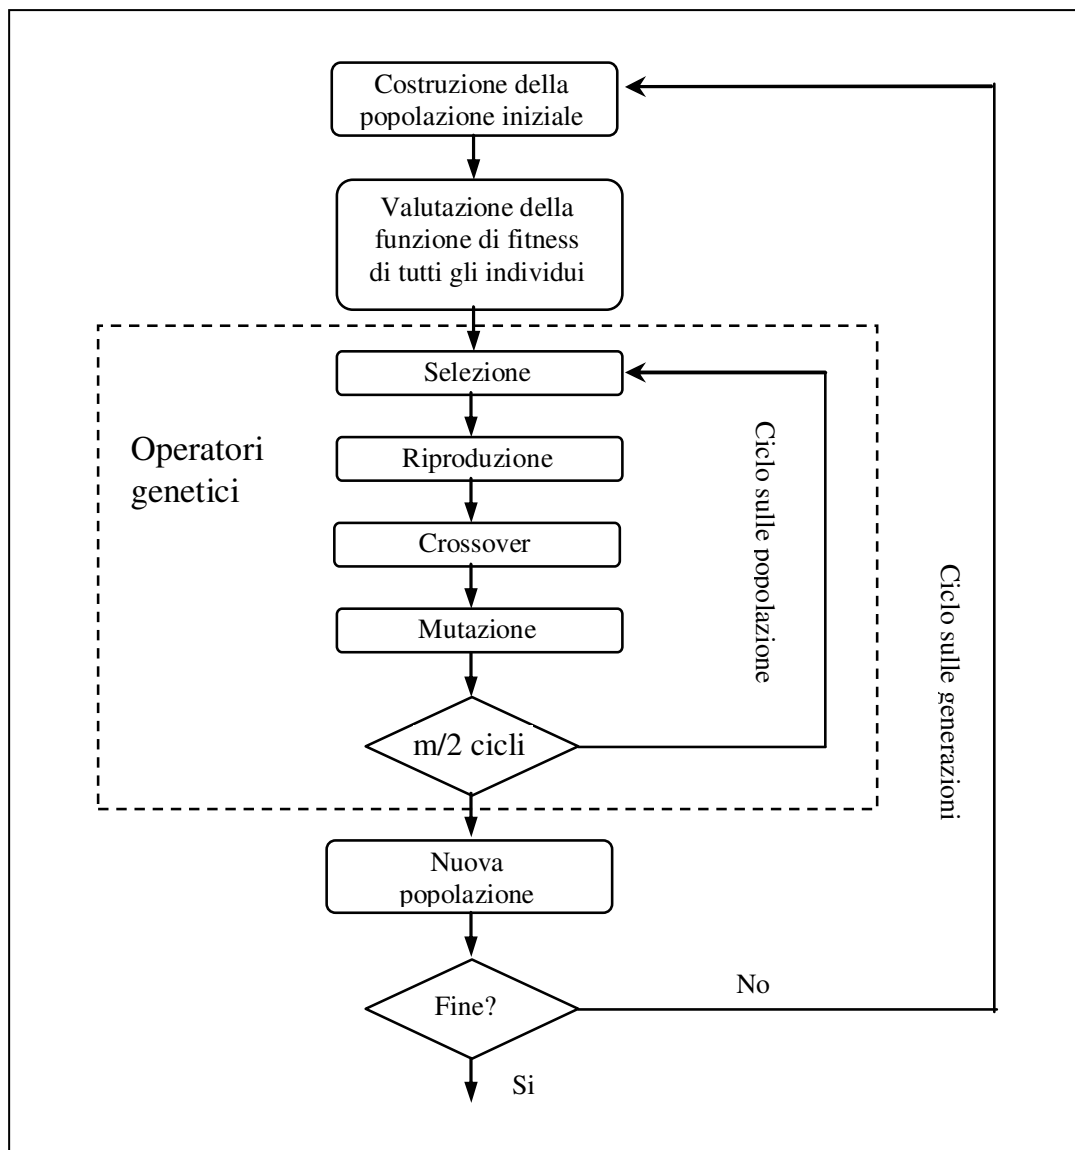 Costruzione della
popolazione iniziale
Valutazione della
funzione di fitness
di tutti gli individui
Selezione
Operatori
genetici
Riproduzione
Crossover
Mutazione
m/2 cicli
Ciclo sulle popolazione
Ciclo sulle generazioni
Nuova
popolazione
Fine?
No
Si